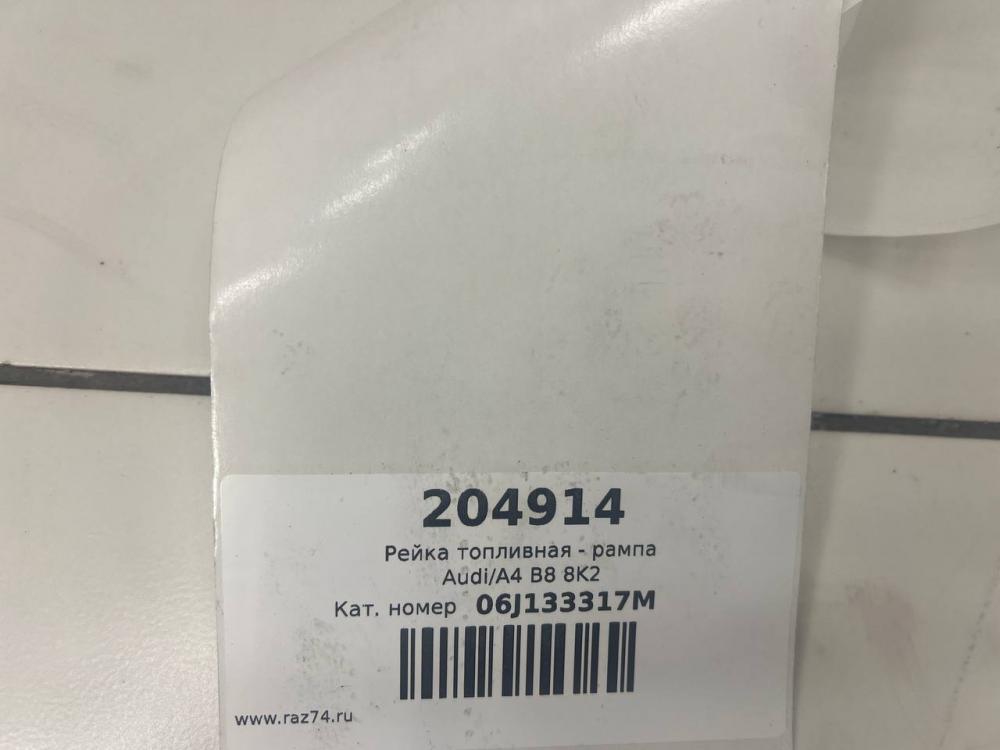 204914
Рейка топливная - рампа
Audi/A4 B8 8K2
Кат. номер 06J133317M
www.raz74.ru